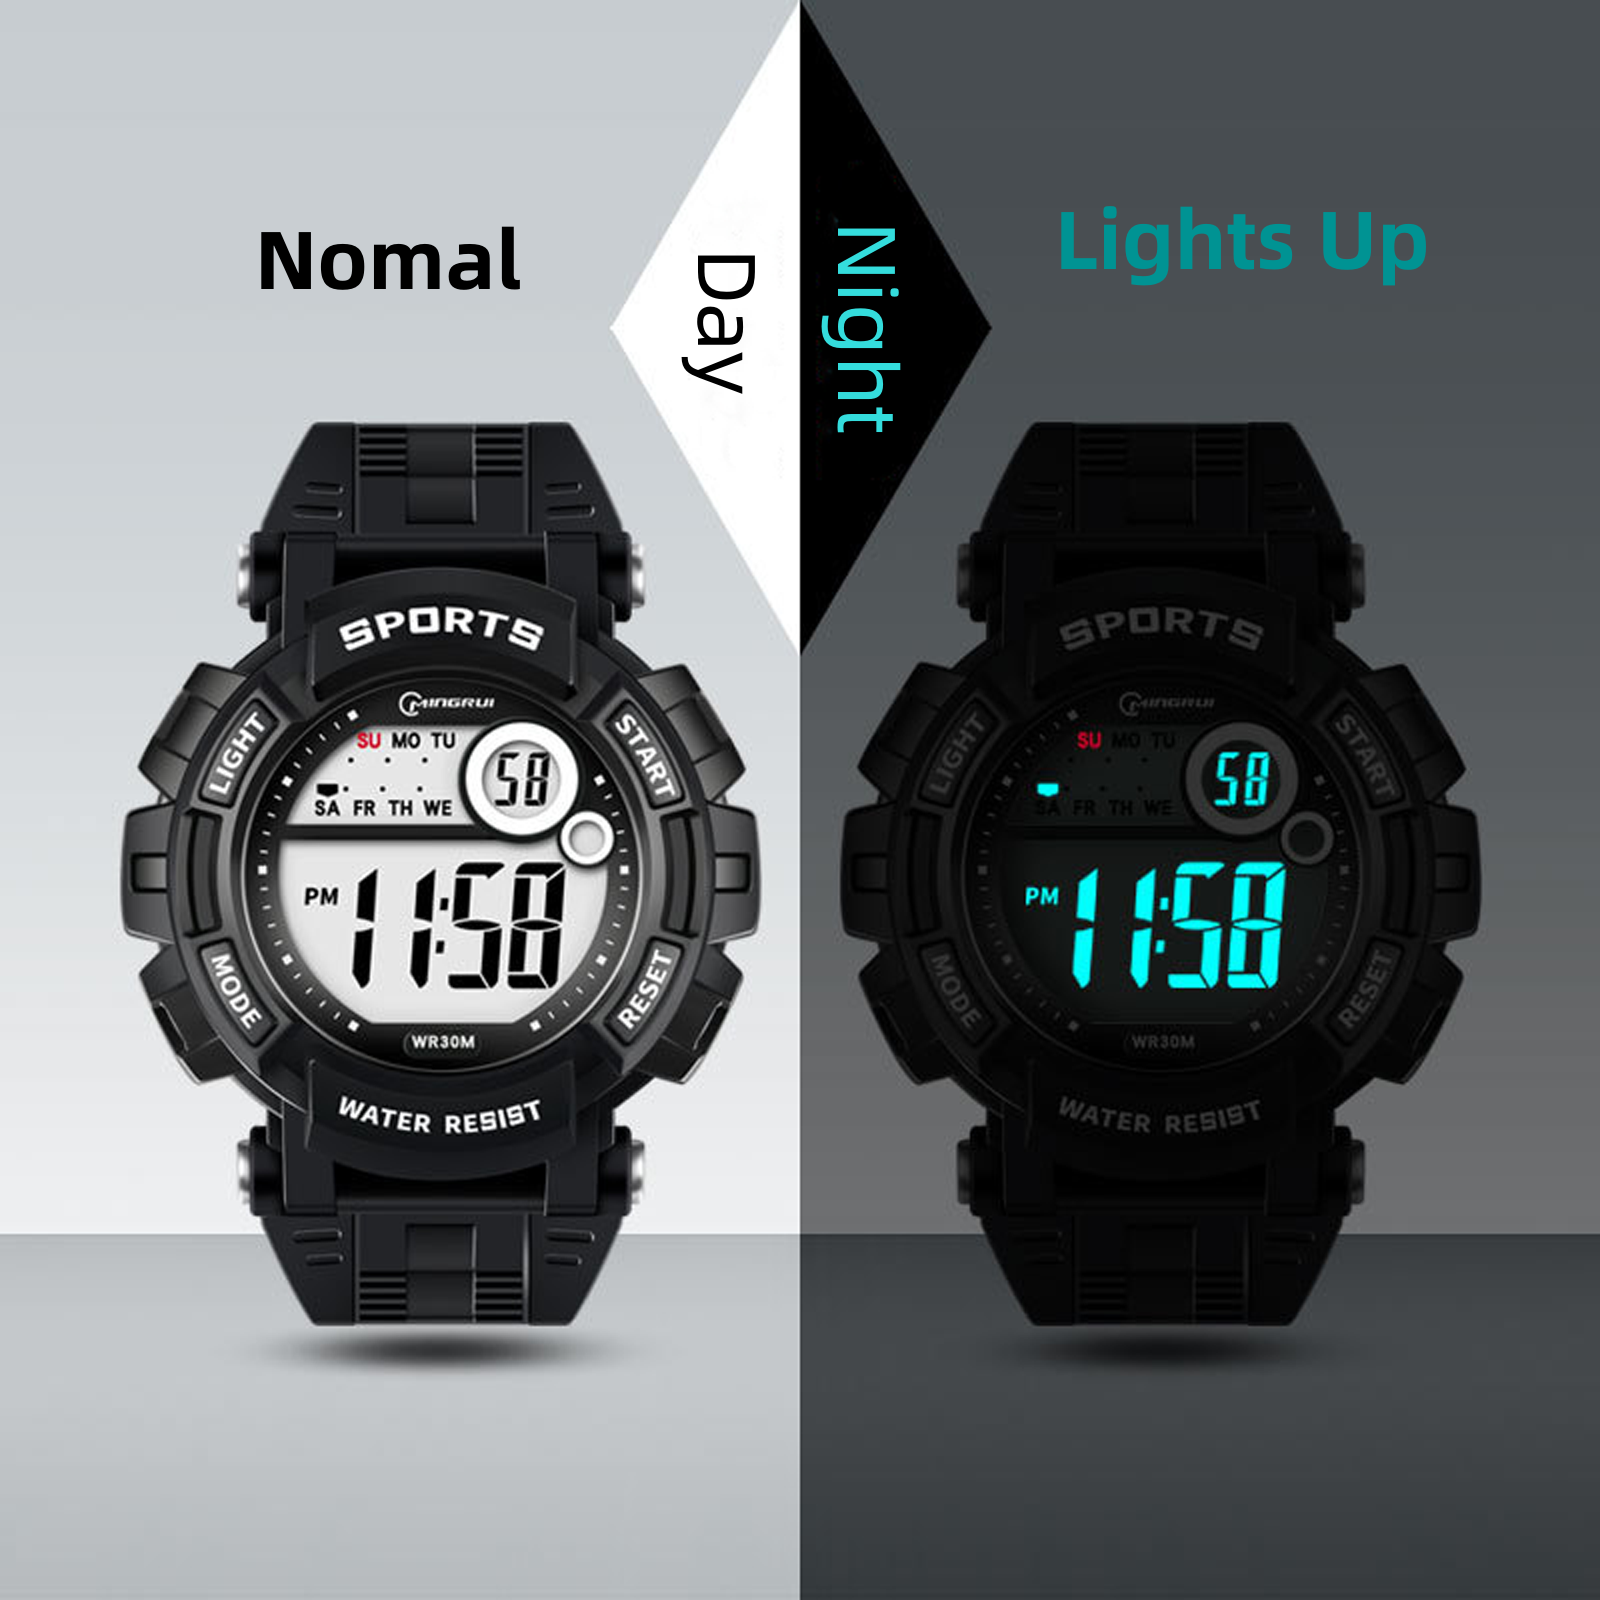 Nomal
Day
Night
Lights Up
SPORTS
MINGRUI
LIGHT
START
SU MO TU
58
SA FR TH WE
PM 11:58
MODE
RESET
WR30M
WATER RESIST
SPORTS
MINGRUI
LIGHT
START
SU MO TU
58
SA FR TH WE
PM 11:58
MODE
RESET
WR30M
WATER RESIST